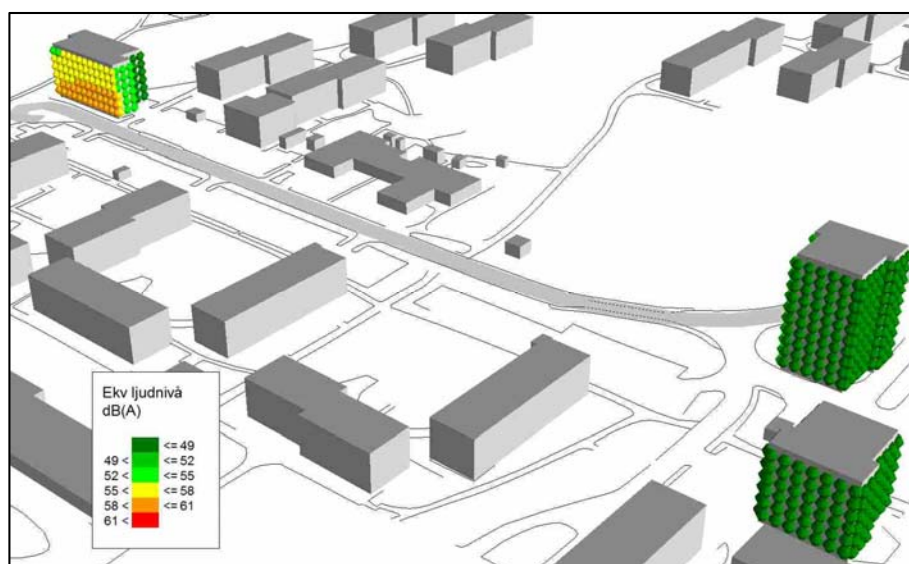 Ekv ljudnivå
dB(A)
<= 49
49 < <= 52
52 < <= 55
55 < <= 58
58 < <= 61
61 <